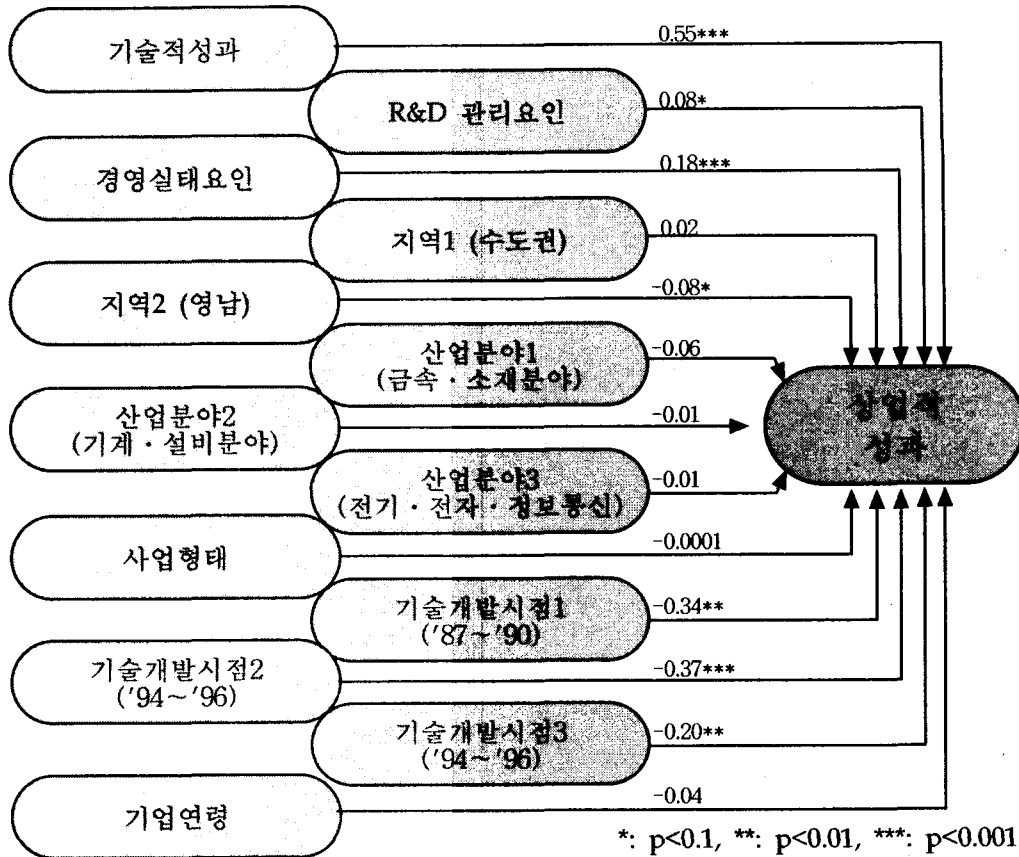 기술적성과
0.55***
R&D 관리요인
0.08*
경영실태요인
0.18***
지역1 (수도권)
0.02
지역2 (영남)
-0.08*
산업분야1
(금속 · 소재분야)
-0.06
산업분야2
(기계 · 설비분야)
-0.01
산업분야3
(전기 · 전자 · 정보통신)
-0.01
상업적
성과
사업형태
-0.0001
기술개발시점1
('87~'90)
-0.34**
기술개발시점2
('94~'96)
-0.37***
기술개발시점3
('94~'96)
-0.20**
기업연령
-0.04
*: p<0.1, **: p<0.01, ***: p<0.001